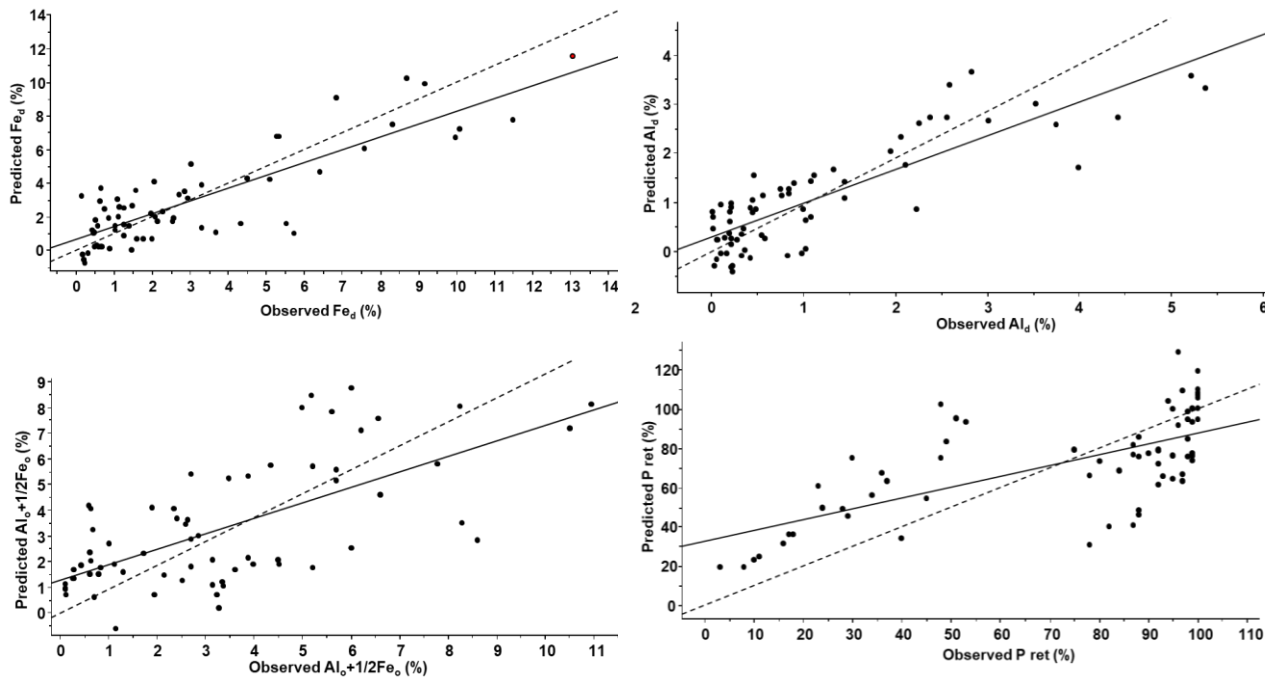 14
12
10
8
6
4
2
0
Predicted Fe_d (%)
0 1 2 3 4 5 6 7 8 9 10 11 12 13 14
Observed Fe_d (%)
4
3
2
1
0
Predicted Al_d (%)
0 1 2 3 4 5 6
2
Observed Al_d (%)
9
8
7
6
5
4
3
2
1
0
Predicted Al_o+1/2Fe_o (%)
0 1 2 3 4 5 6 7 8 9 10 11
Observed Al_o+1/2Fe_o (%)
120
100
80
60
40
20
0
Predicted P ret (%)
0 10 20 30 40 50 60 70 80 90 100 110
Observed P ret (%)